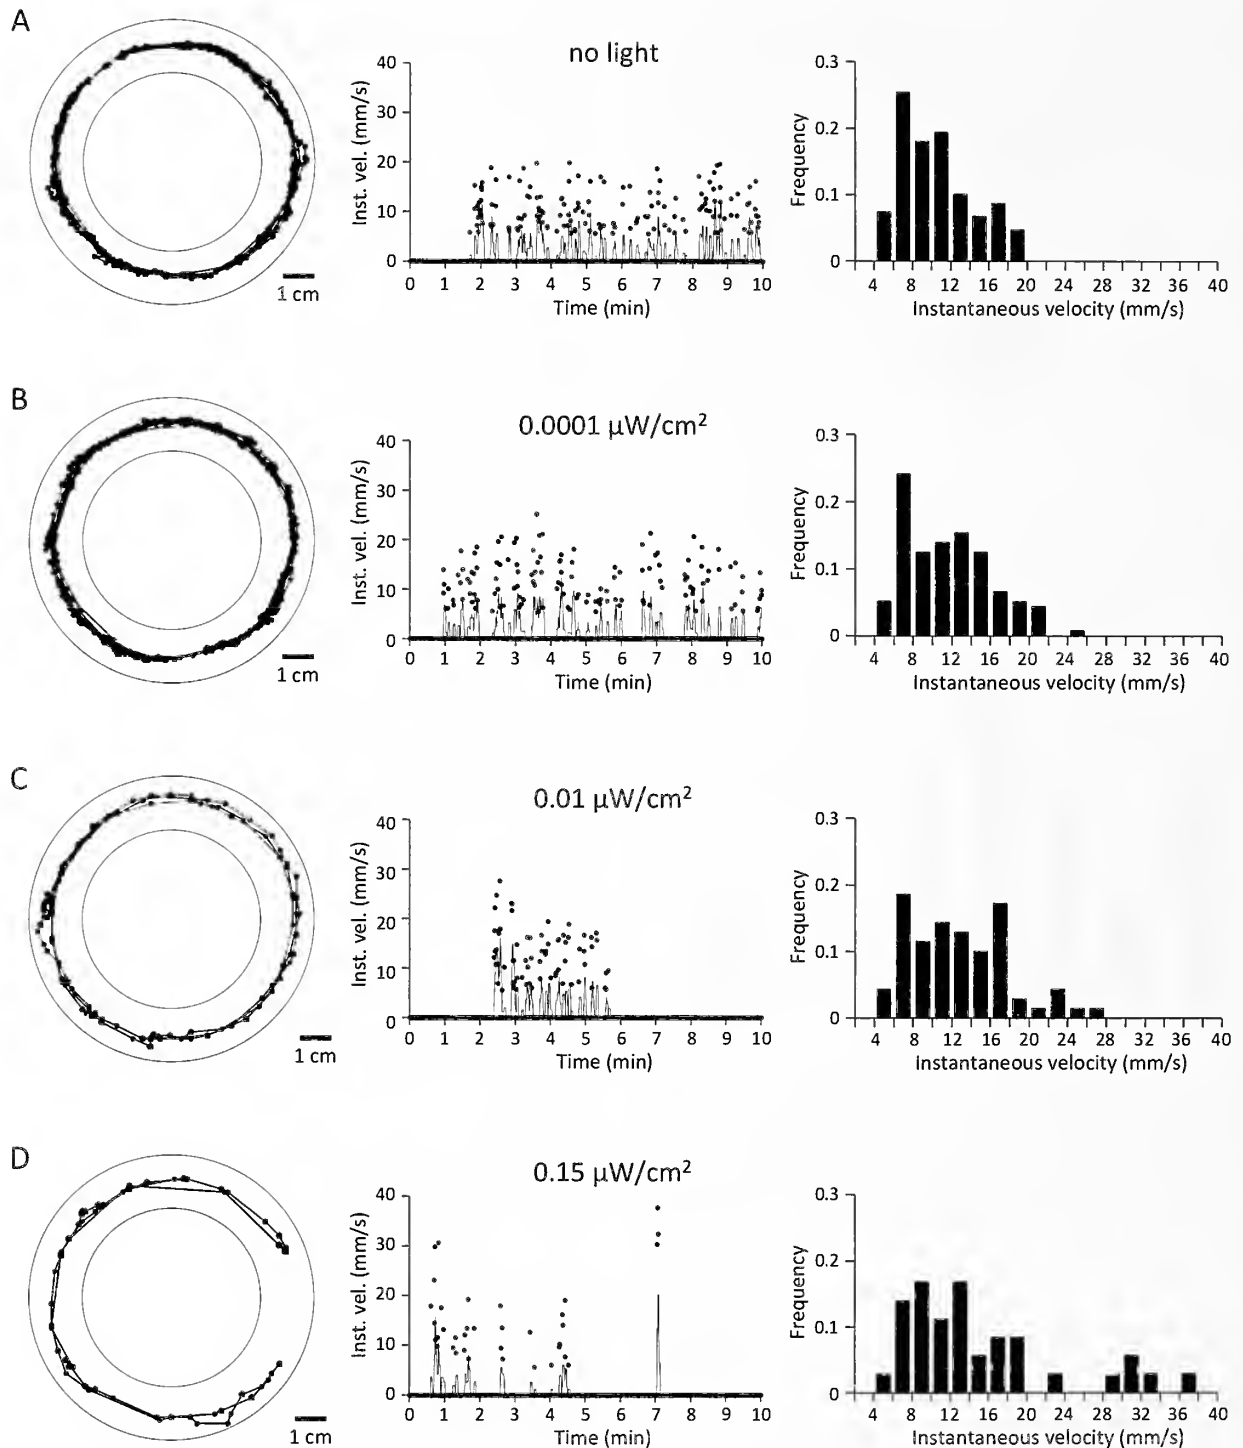 A
no light
40
30
20
10
0
Inst. vel. (mm/s)
0 1 2 3 4 5 6 7 8 9 10
Time (min)
0.3
0.2
0.1
0
Frequency
4 8 12 16 20 24 28 32 36 40
Instantaneous velocity (mm/s)
1 cm
B
0.0001 µW/cm²
40
30
20
10
0
Inst. vel. (mm/s)
0 1 2 3 4 5 6 7 8 9 10
Time (min)
0.3
0.2
0.1
0
Frequency
4 8 12 16 20 24 28 32 36 40
Instantaneous velocity (mm/s)
1 cm
C
0.01 µW/cm²
40
30
20
10
0
Inst. vel. (mm/s)
0 1 2 3 4 5 6 7 8 9 10
Time (min)
0.3
0.2
0.1
0
Frequency
4 8 12 16 20 24 28 32 36 40
Instantaneous velocity (mm/s)
1 cm
D
0.15 µW/cm²
40
30
20
10
0
Inst. vel. (mm/s)
0 1 2 3 4 5 6 7 8 9 10
Time (min)
0.3
0.2
0.1
0
Frequency
4 8 12 16 20 24 28 32 36 40
Instantaneous velocity (mm/s)
1 cm